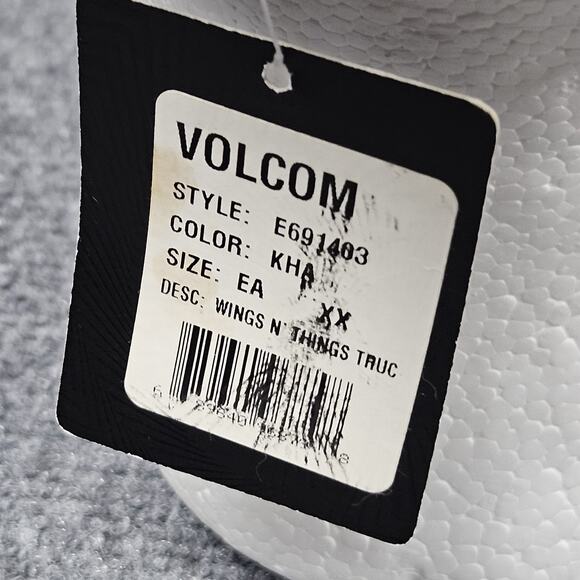 VOLCOM
STYLE: E691403
COLOR: KHA
SIZE: EA XX
DESC: WINGS N' THINGS TRUC